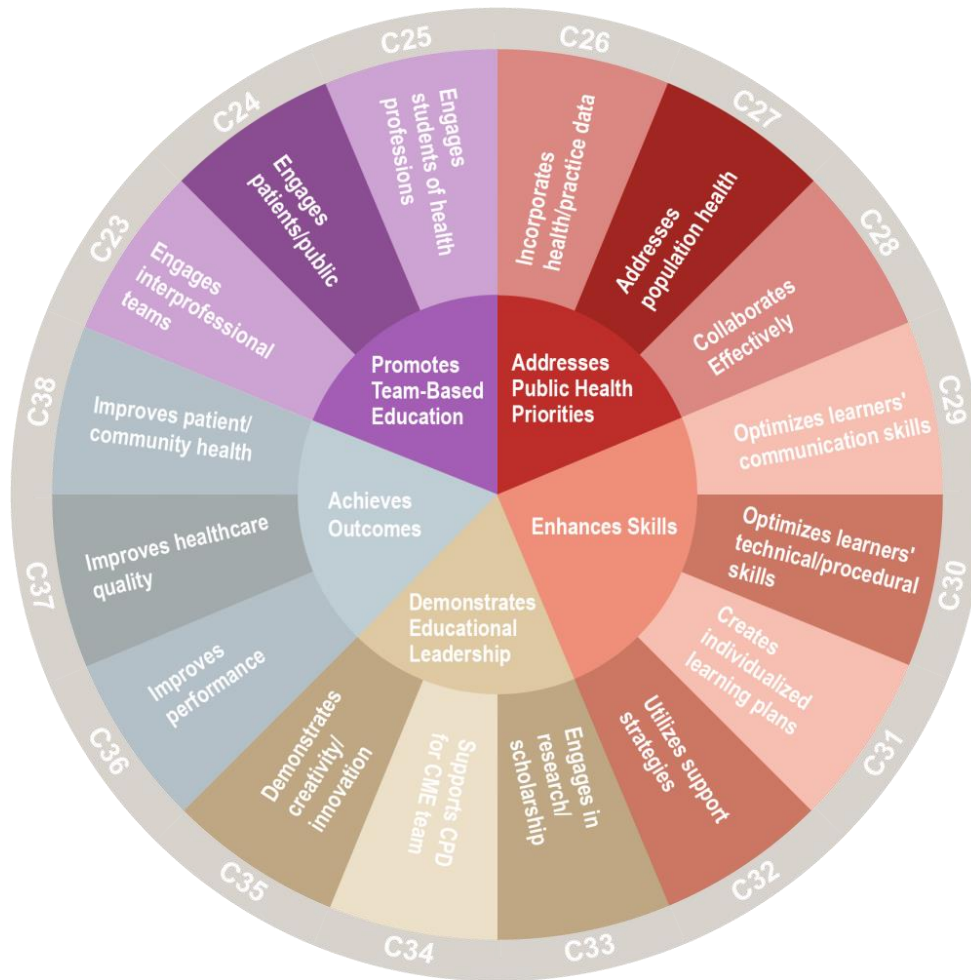 C25
C26
C24
C27
C23
C28
C38
C29
C37
C30
C36
C31
C35
C32
C34
C33
Engages
students of health
professions
Incorporates
health/practice data
Engages
patients/public
Addresses
population health
Engages
interprofessional
teams
Collaborates
Effectively
Promotes
Team-Based
Education
Addresses
Public Health
Priorities
Improves patient/
community health
Optimizes learners'
communication skills
Achieves
Outcomes
Enhances Skills
Improves healthcare
quality
Optimizes learners'
technical/procedural
skills
Demonstrates
Educational
Leadership
Improves
performance
Creates
individualized
learning plans
Demonstrates
creativity/
innovation
Supports CPD
for CME team
Engages in
research/
scholarship
Utilizes support
strategies